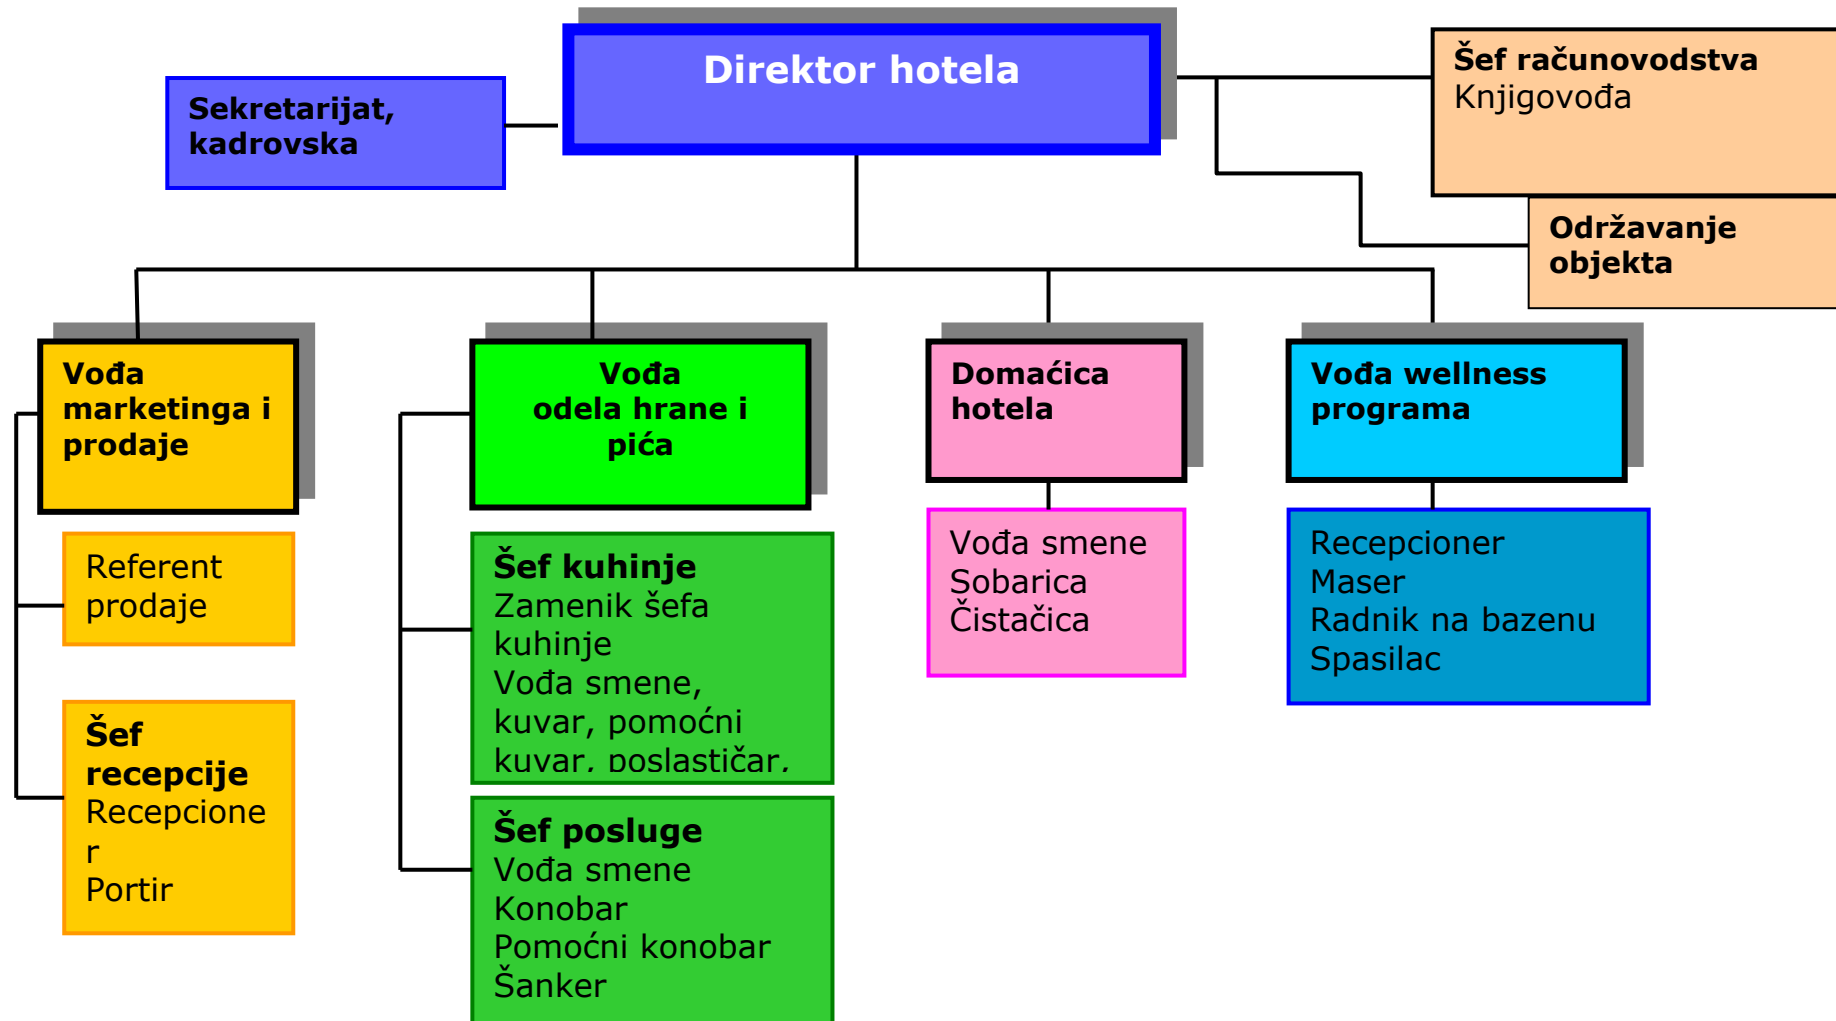 Direktor hotela
Sekretarijat,
kadrovska
Šef računovodstva
Knjigovođa
Održavanje
objekta
Vođa
marketinga i
prodaje
Referent
prodaje
Šef
recepcije
Recepcione
r
Portir
Vođa
odela hrane i
pića
Šef kuhinje
Zamenik šefa
kuhinje
Vođa smene,
kuvar, pomoćni
kuvar, poslastičar,
Šef posluge
Vođa smene
Konobar
Pomoćni konobar
Šanker
Domaćica
hotela
Vođa smene
Sobarica
Čistačica
Vođa wellness
programa
Recepcioner
Maser
Radnik na bazenu
Spasilac